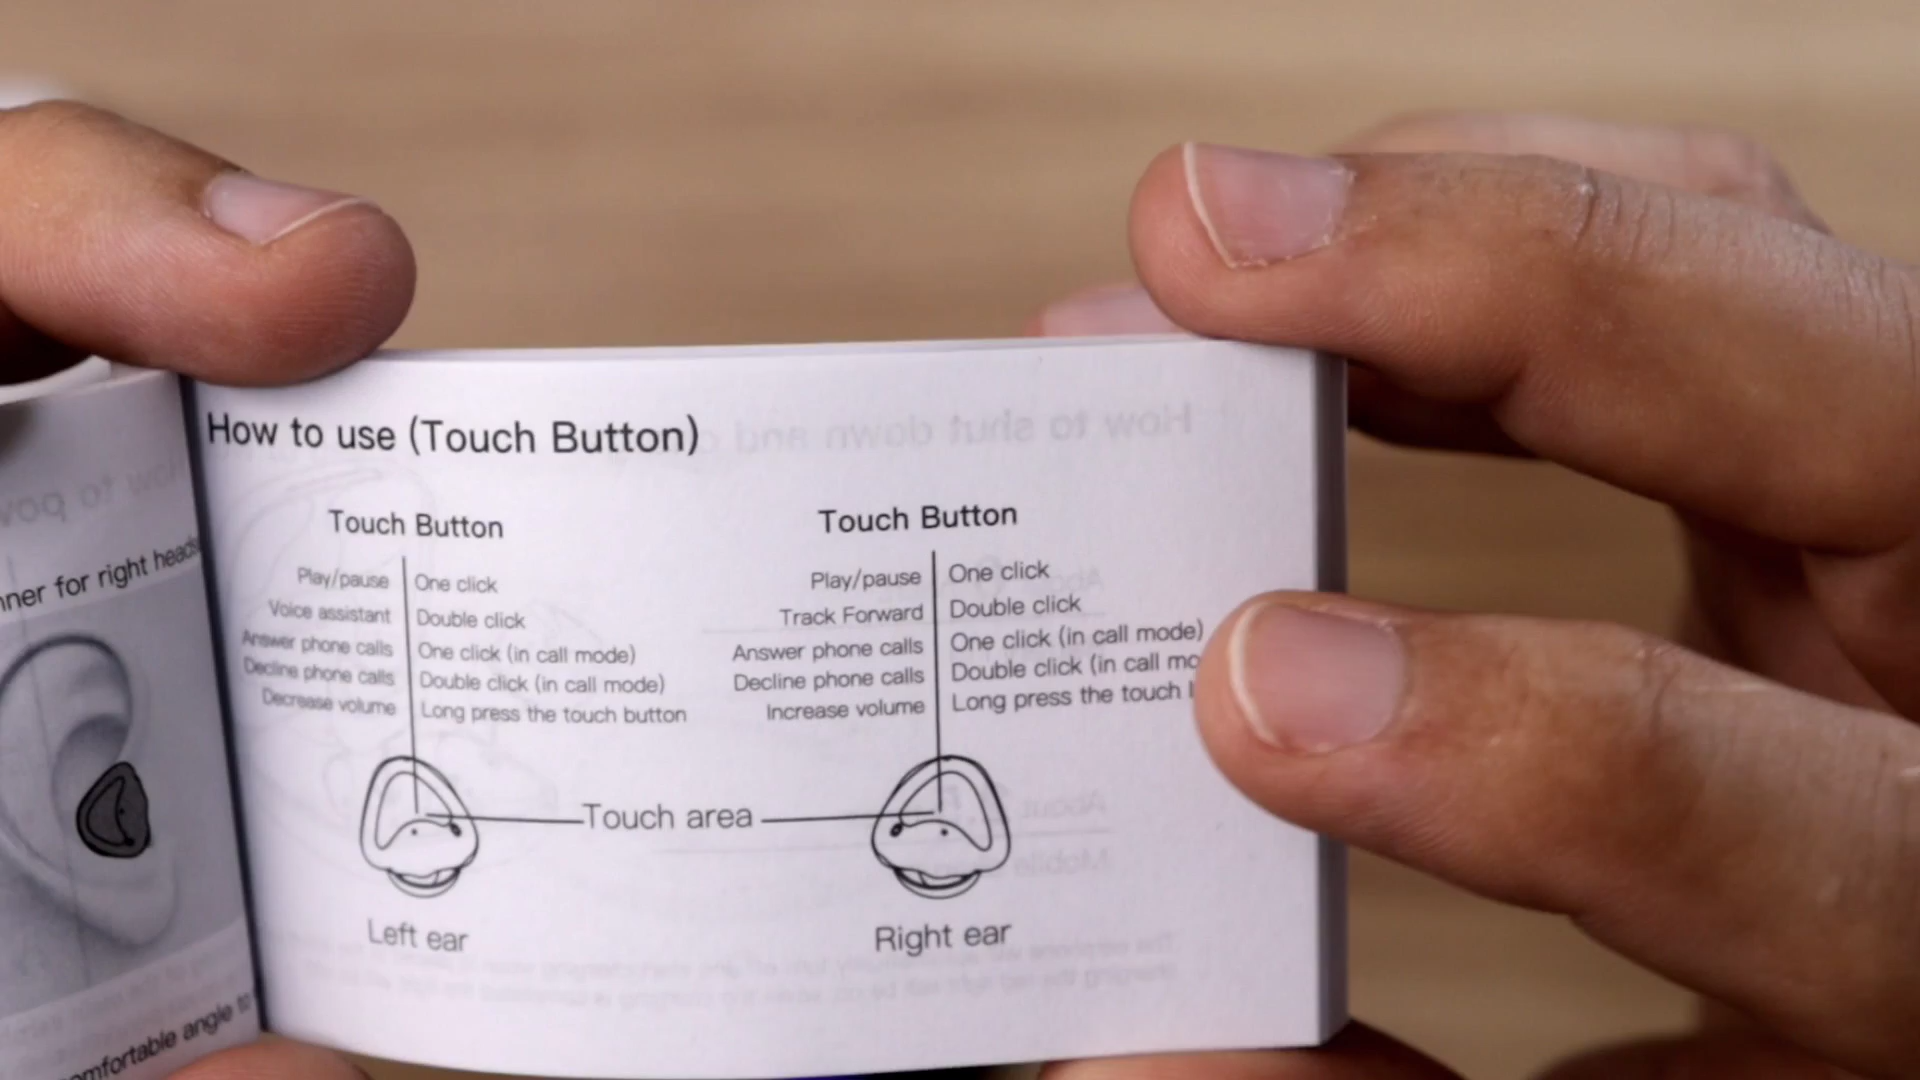 How to use (Touch Button)
Touch Button
Play/pause One click
Voice assistant Double click
Answer phone calls One click (in call mode)
Decline phone calls Double click (in call mode)
Decrease volume Long press the touch button
Touch Button
Play/pause One click
Track Forward Double click
Answer phone calls One click (in call mode)
Decline phone calls Double click (in call
Increase volume Long press the touch
Touch area
Left ear
Right ear
for right
angle to